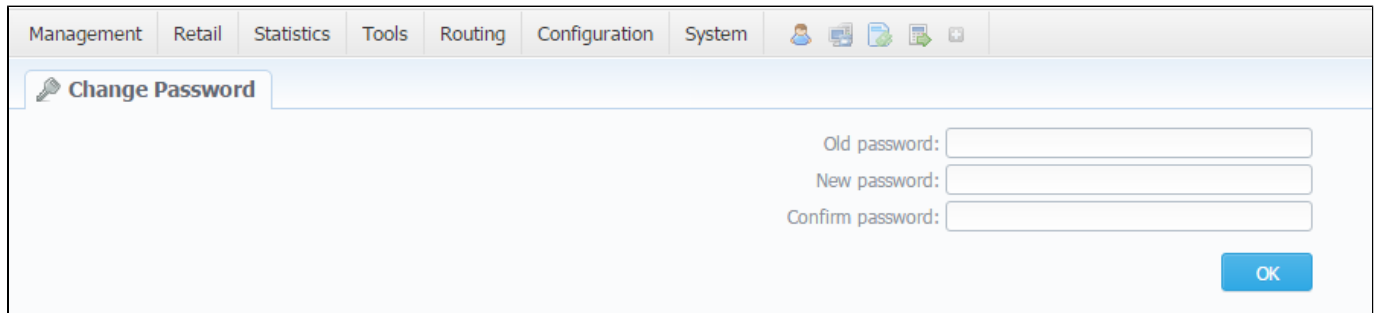 Management Retail Statistics Tools Routing Configuration System
Change Password
Old password:
New password:
Confirm password:
OK